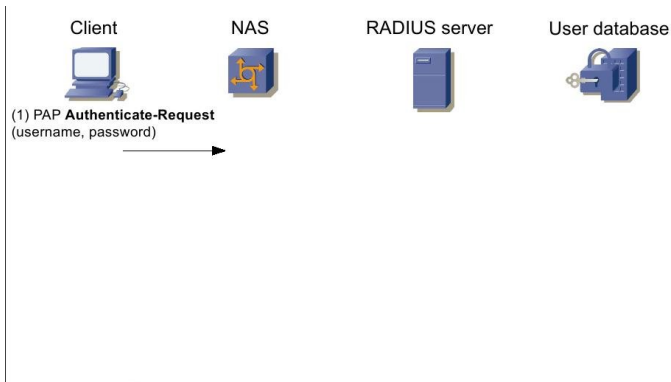 Client
NAS
RADIUS server
User database
(1) PAP Authenticate-Request
(username, password)